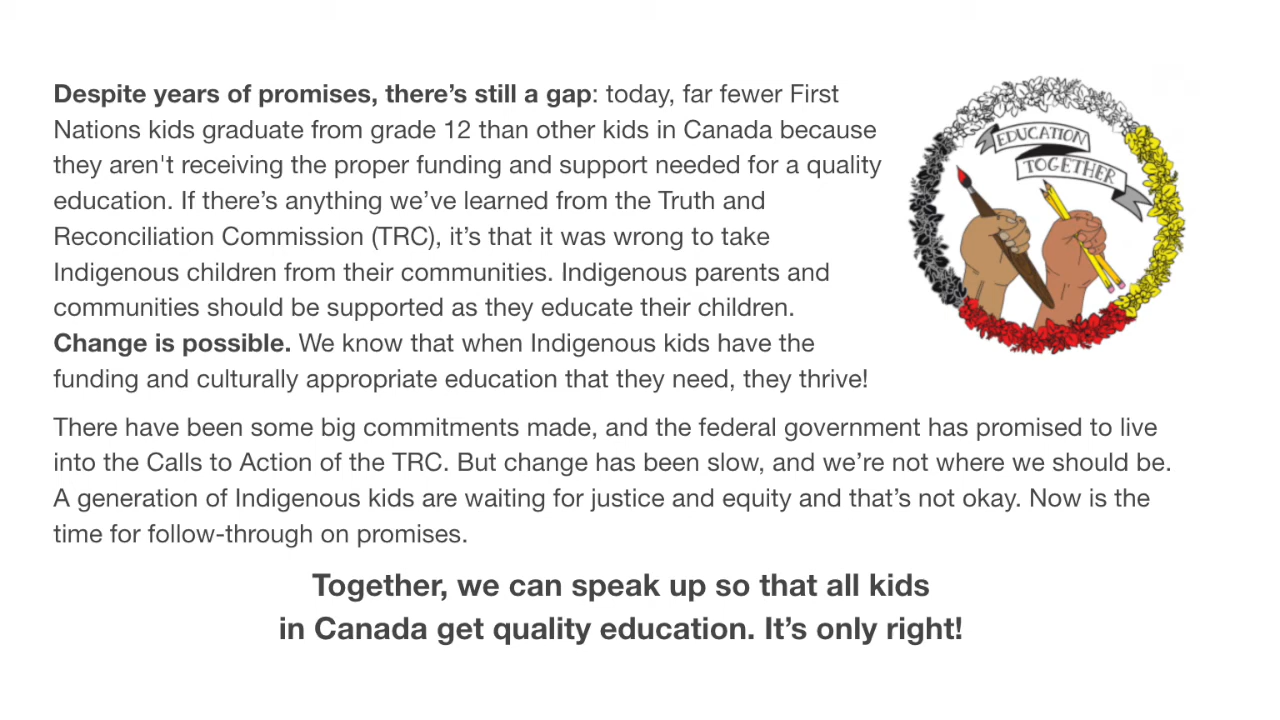 Despite years of promises, there’s still a gap: today, far fewer First
Nations kids graduate from grade 12 than other kids in Canada because
they aren't receiving the proper funding and support needed for a quality
education. If there’s anything we’ve learned from the Truth and
Reconciliation Commission (TRC), it’s that it was wrong to take
Indigenous children from their communities. Indigenous parents and
communities should be supported as they educate their children.
Change is possible. We know that when Indigenous kids have the
funding and culturally appropriate education that they need, they thrive!
EDUCATION
TOGETHER
There have been some big commitments made, and the federal government has promised to live
into the Calls to Action of the TRC. But change has been slow, and we’re not where we should be.
A generation of Indigenous kids are waiting for justice and equity and that’s not okay. Now is the
time for follow-through on promises.
Together, we can speak up so that all kids
in Canada get quality education. It’s only right!